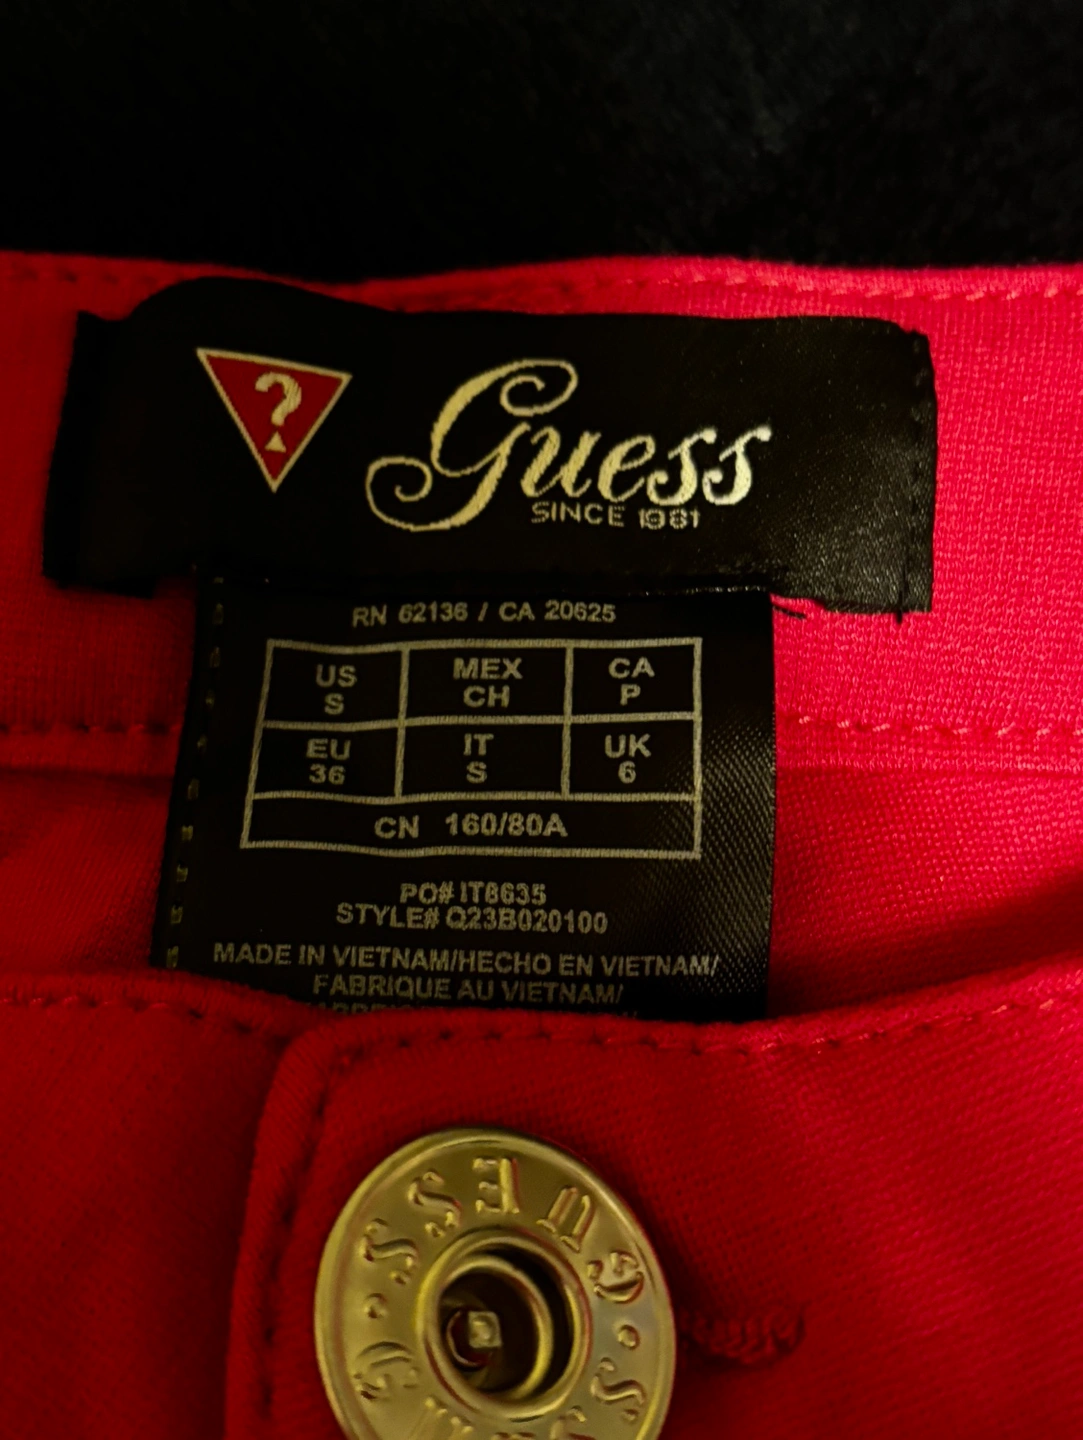 ?
Guess
SINCE 1981
RN 62136 / CA 20625
US MEX CA
S CH P
EU IT UK
36 S 6
CN 160/80A
PO# IT8635
STYLE# Q23B020100
MADE IN VIETNAM/HECHO EN VIETNAM/
FABRIQUE AU VIETNAM/
GUESS